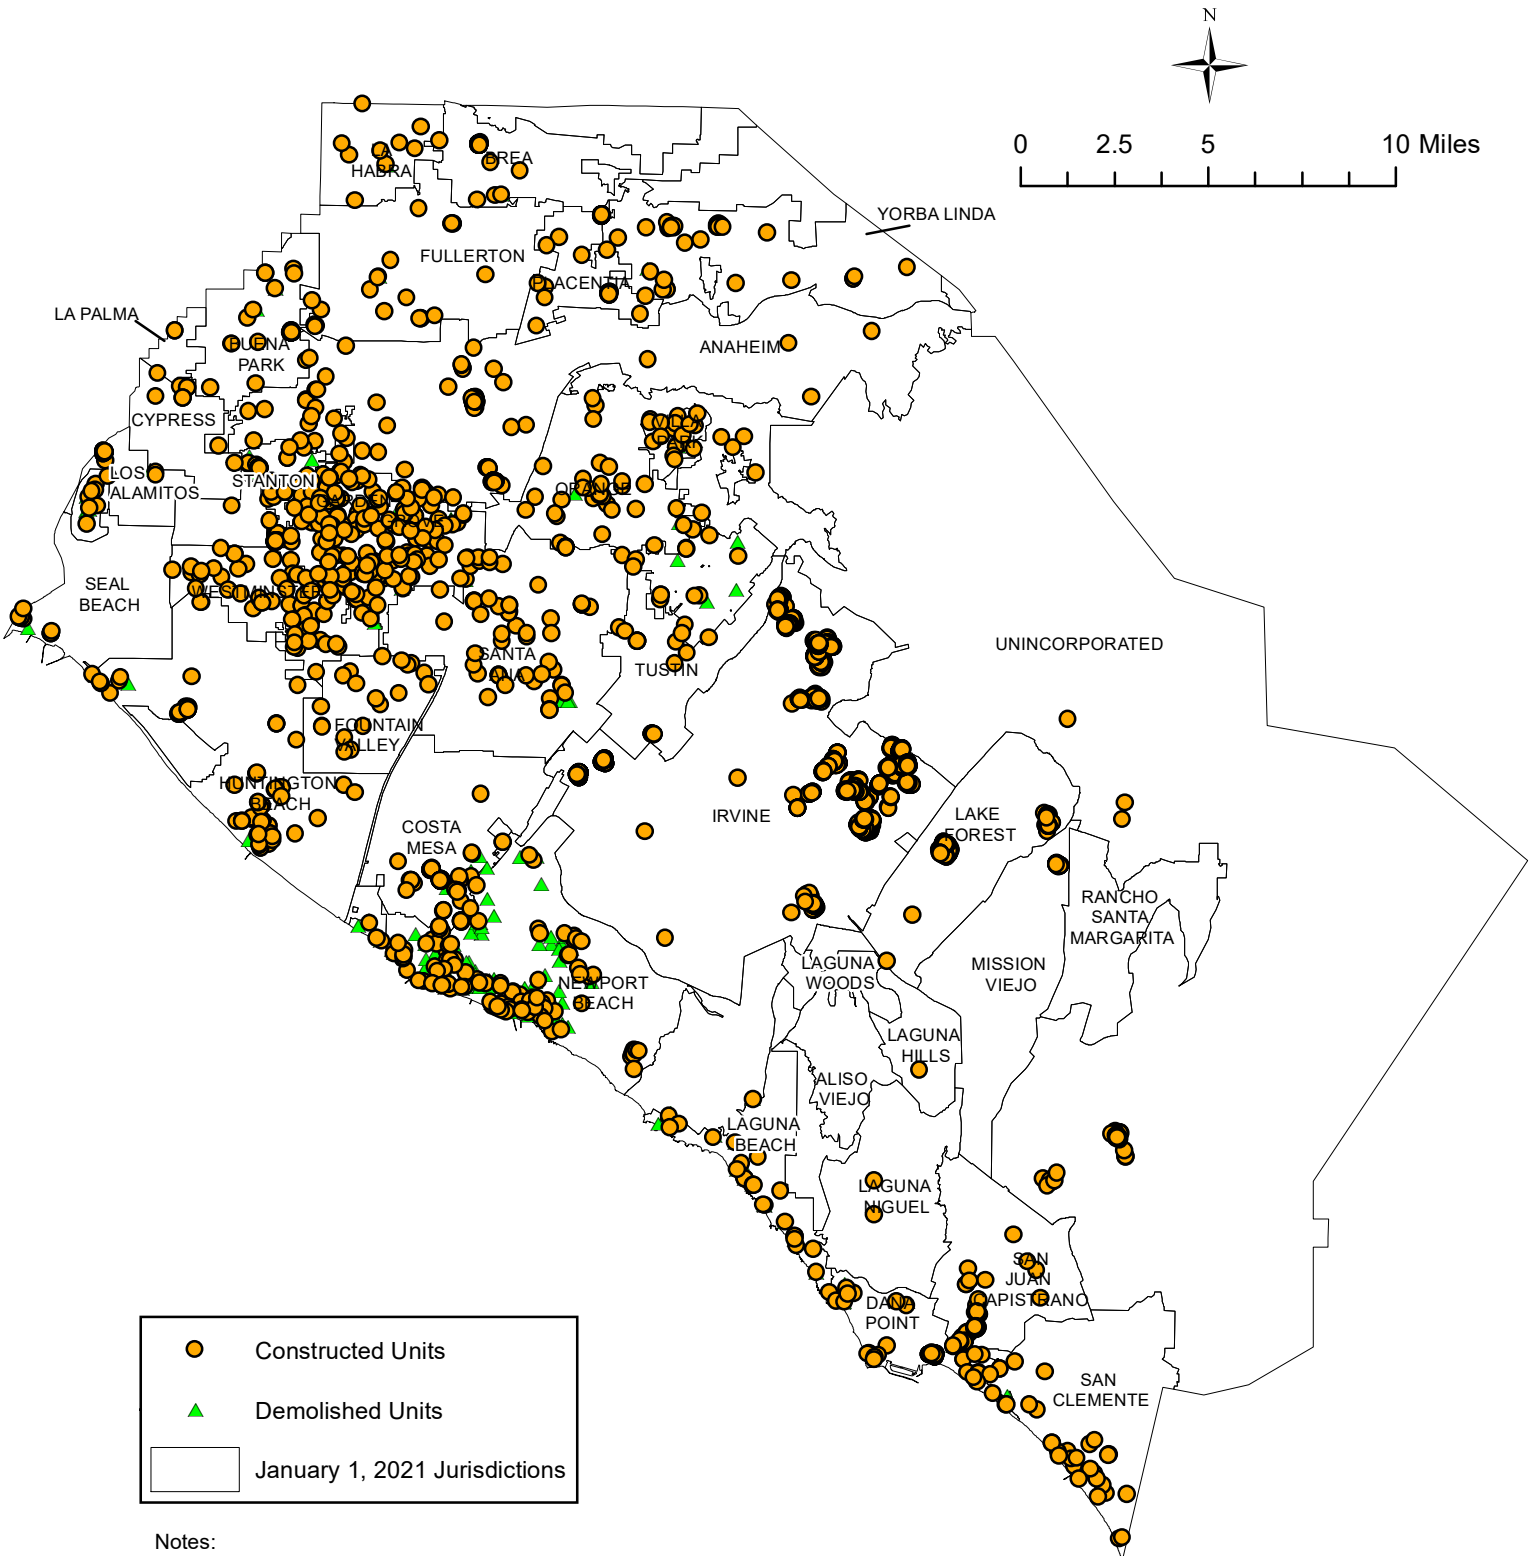 N
0 2.5 5 10 Miles
LA
HABRA
BREA
YORBA LINDA
FULLERTON
PLACENTIA
LA PALMA
BUENA
PARK
ANAHEIM
CYPRESS
VILLA
PARK
LOS
ALAMITOS
STANTON
ORANGE
GARDEN
GROVE
SEAL
BEACH
WESTMINSTER
UNINCORPORATED
SANTA
ANA
TUSTIN
FOUNTAIN
VALLEY
HUNTINGTON
BEACH
COSTA
MESA
IRVINE
LAKE
FOREST
RANCHO
SANTA
MARGARITA
LAGUNA
WOODS
MISSION
VIEJO
NEWPORT
BEACH
LAGUNA
HILLS
ALISO
VIEJO
LAGUNA
BEACH
LAGUNA
NIGUEL
SAN
JUAN
CAPISTRANO
DANA
POINT
SAN
CLEMENTE
Constructed Units
Demolished Units
January 1, 2021 Jurisdictions
Notes: